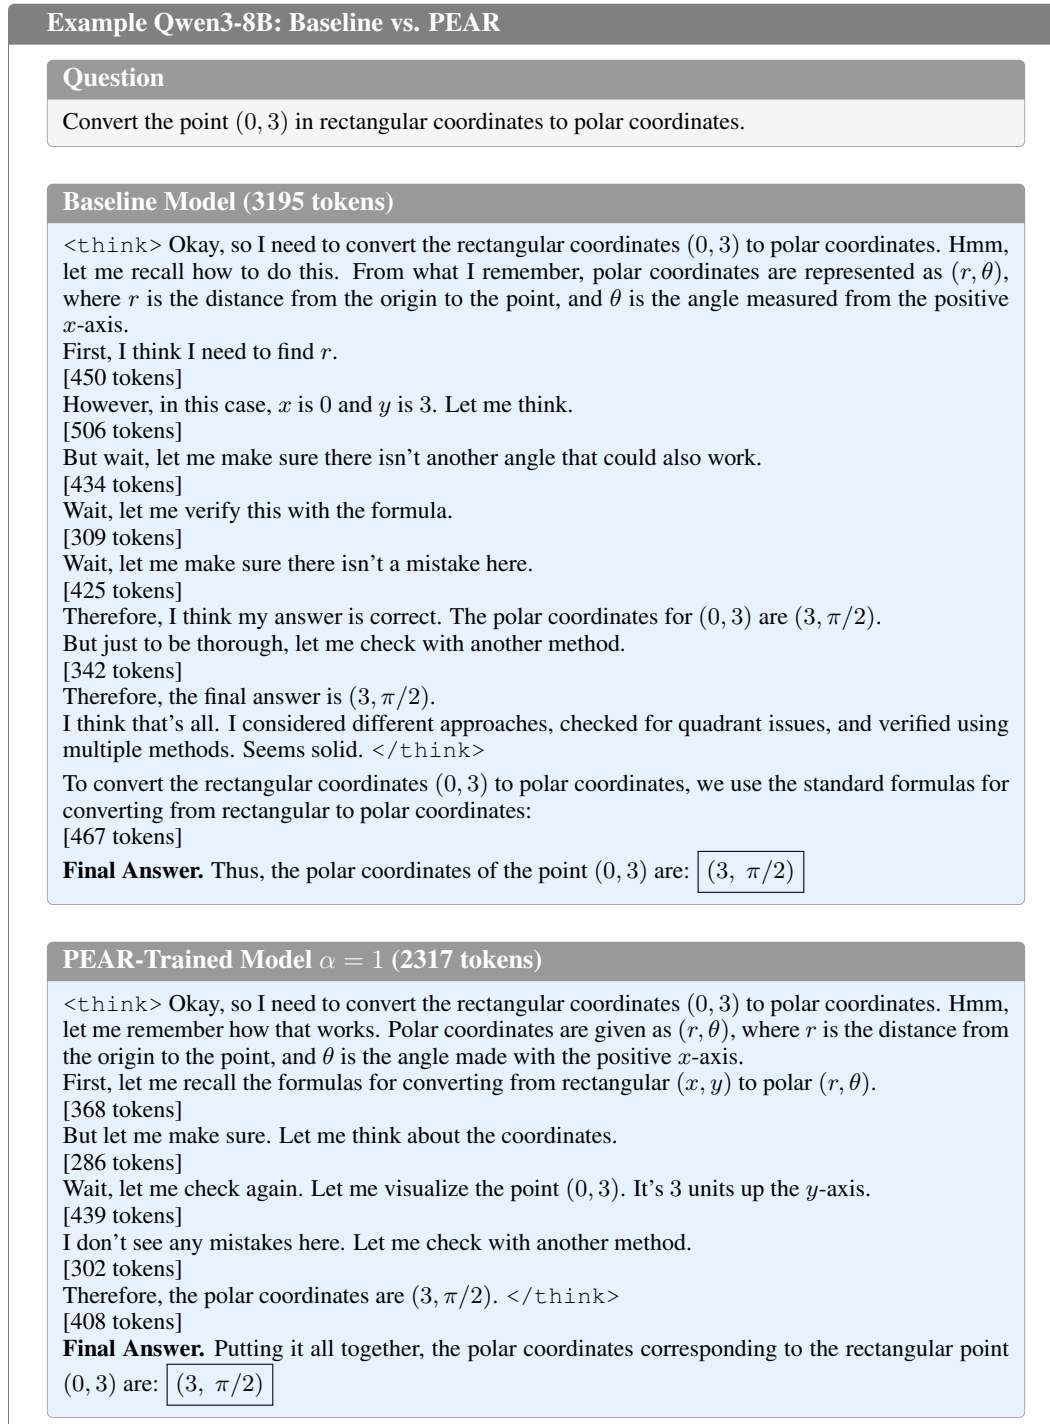 Example Qwen3-8B: Baseline vs. PEAR
Question
Convert the point (0, 3) in rectangular coordinates to polar coordinates.
Baseline Model (3195 tokens)
<think> Okay, so I need to convert the rectangular coordinates (0, 3) to polar coordinates. Hmm,
let me recall how to do this. From what I remember, polar coordinates are represented as (r, θ),
where r is the distance from the origin to the point, and θ is the angle measured from the positive
x-axis.
First, I think I need to find r.
[450 tokens]
However, in this case, x is 0 and y is 3. Let me think.
[506 tokens]
But wait, let me make sure there isn't another angle that could also work.
[434 tokens]
Wait, let me verify this with the formula.
[309 tokens]
Wait, let me make sure there isn't a mistake here.
[425 tokens]
Therefore, I think my answer is correct. The polar coordinates for (0, 3) are (3, π/2).
But just to be thorough, let me check with another method.
[342 tokens]
Therefore, the final answer is (3, π/2).
I think that's all. I considered different approaches, checked for quadrant issues, and verified using
multiple methods. Seems solid. </think>
To convert the rectangular coordinates (0, 3) to polar coordinates, we use the standard formulas for
converting from rectangular to polar coordinates:
[467 tokens]
Final Answer. Thus, the polar coordinates of the point (0, 3) are: (3, π/2)
PEAR-Trained Model α = 1 (2317 tokens)
<think> Okay, so I need to convert the rectangular coordinates (0, 3) to polar coordinates. Hmm,
let me remember how that works. Polar coordinates are given as (r, θ), where r is the distance from
the origin to the point, and θ is the angle made with the positive x-axis.
First, let me recall the formulas for converting from rectangular (x, y) to polar (r, θ).
[368 tokens]
But let me make sure. Let me think about the coordinates.
[286 tokens]
Wait, let me check again. Let me visualize the point (0, 3). It's 3 units up the y-axis.
[439 tokens]
I don't see any mistakes here. Let me check with another method.
[302 tokens]
Therefore, the polar coordinates are (3, π/2). </think>
[408 tokens]
Final Answer. Putting it all together, the polar coordinates corresponding to the rectangular point
(0, 3) are: (3, π/2)